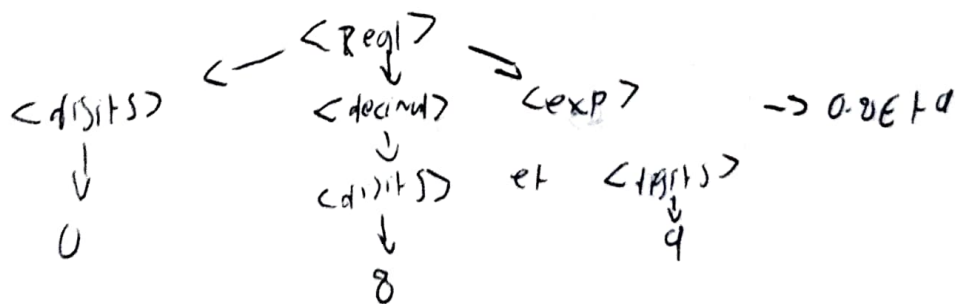 <Real>
<digits> <decimal> <exp> -> 0.8E+9
<digits> e+ <digits>
0 9
8